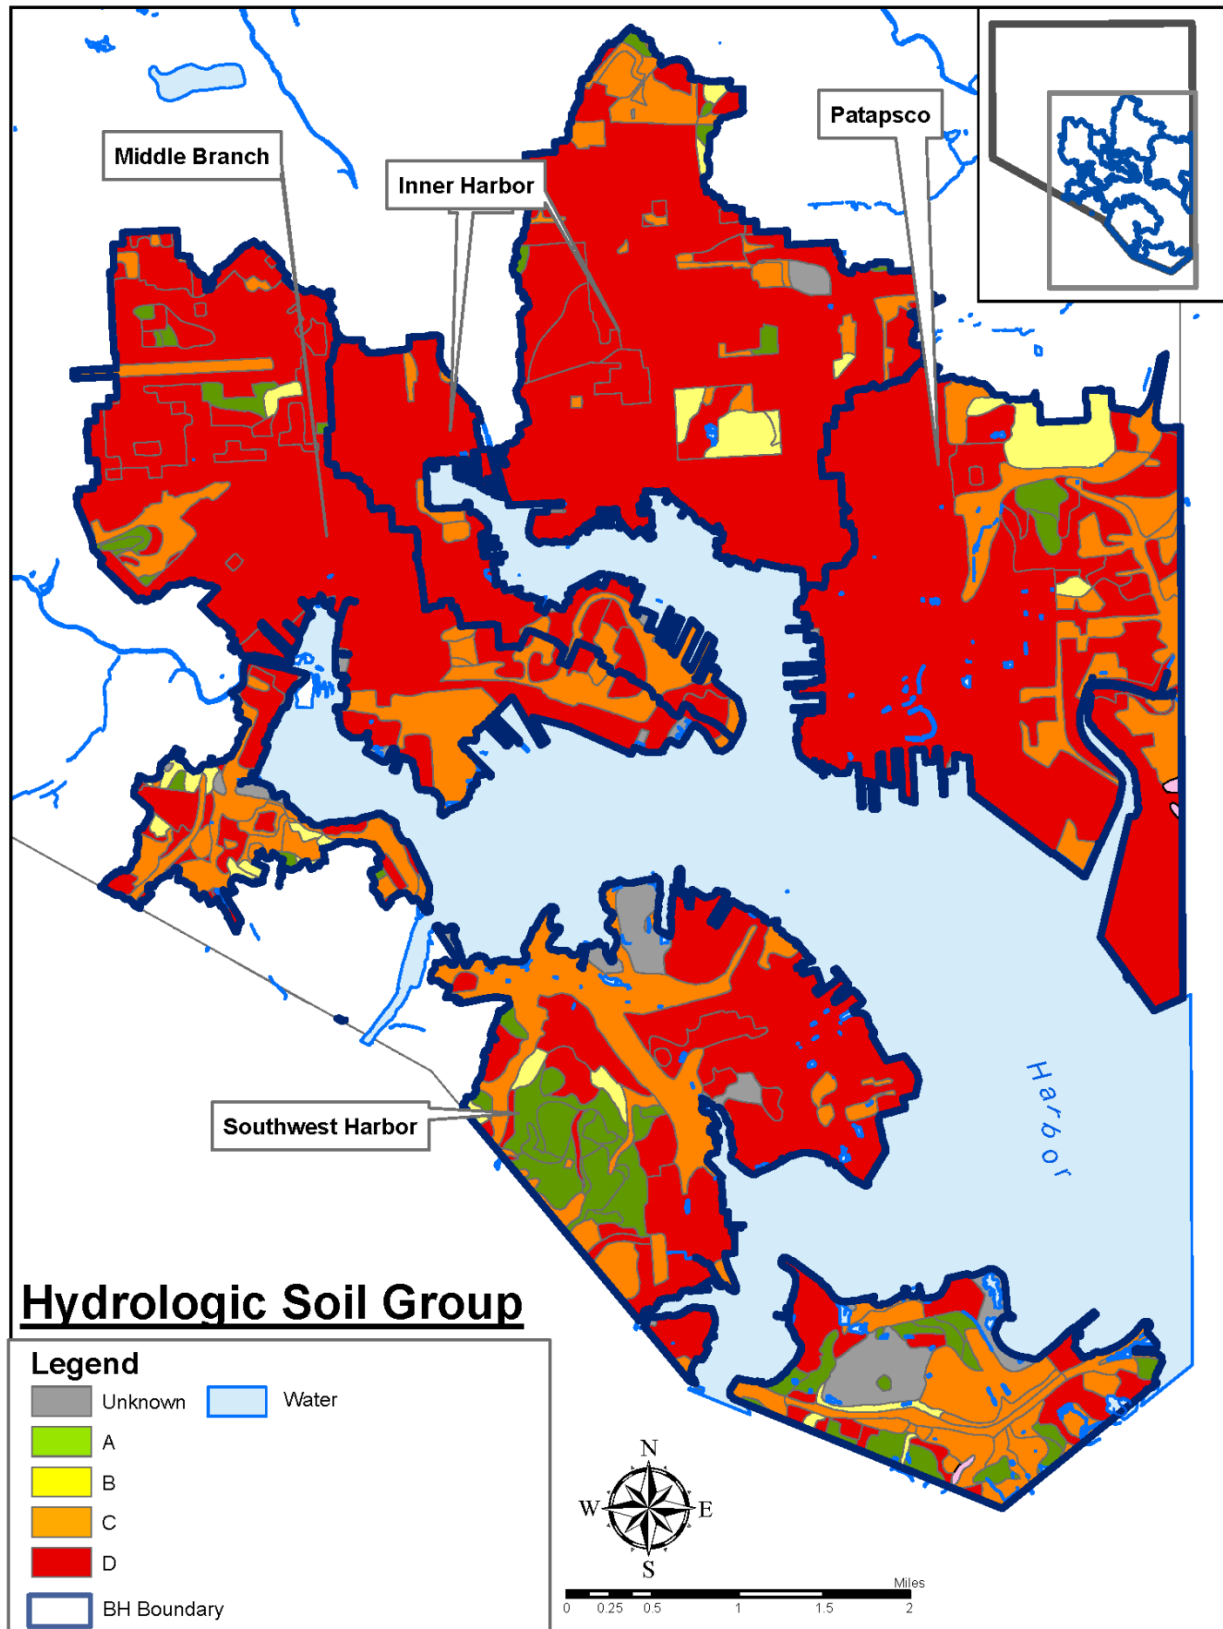 Patapsco
Middle Branch
Inner Harbor
Harbor
Southwest Harbor
Hydrologic Soil Group
Legend
Unknown
Water
A
B
C
D
BH Boundary
N
W E
S
Miles
0 0.25 0.5 1 1.5 2